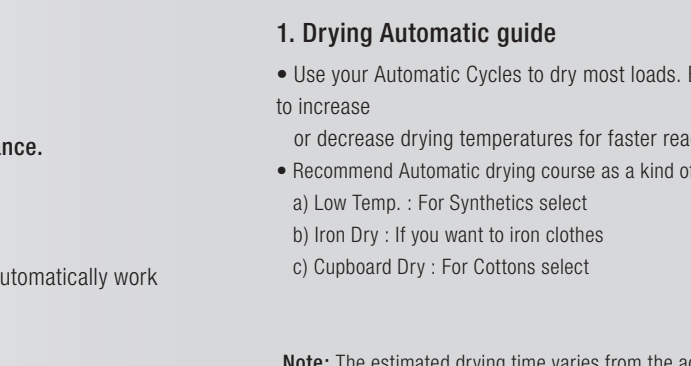 ance.
utomatically work
1. Drying Automatic guide
• Use your Automatic Cycles to dry most loads.
to increase
or decrease drying temperatures for faster
• Recommend Automatic drying course as a kind of
a) Low Temp. : For Synthetics select
b) Iron Dry : If you want to iron clothes
c) Cupboard Dry : For Cottons select
Note: The estimated drying time varies from the